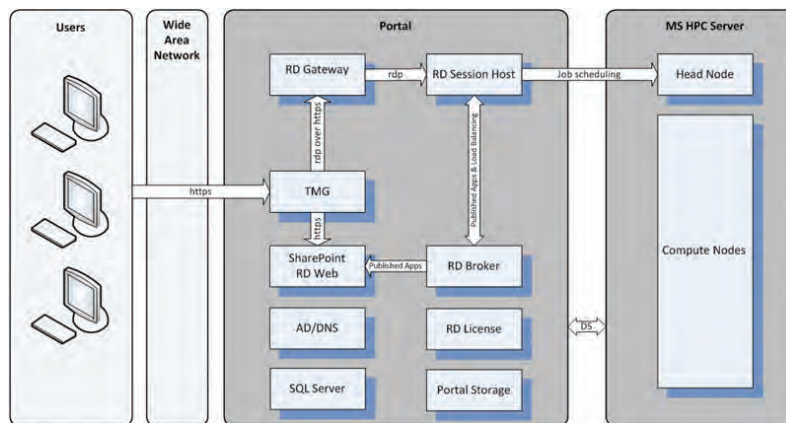 Users
Wide
Area
Network
Portal
MS HPC Server
RD Gateway
rdp
RD Session Host
Job scheduling
Head Node
rdp over https
Published Apps & Load Balancing
https
TMG
https
Compute Nodes
SharePoint
RD Web
Published Apps
RD Broker
AD/DNS
RD License
DS
SQL Server
Portal Storage